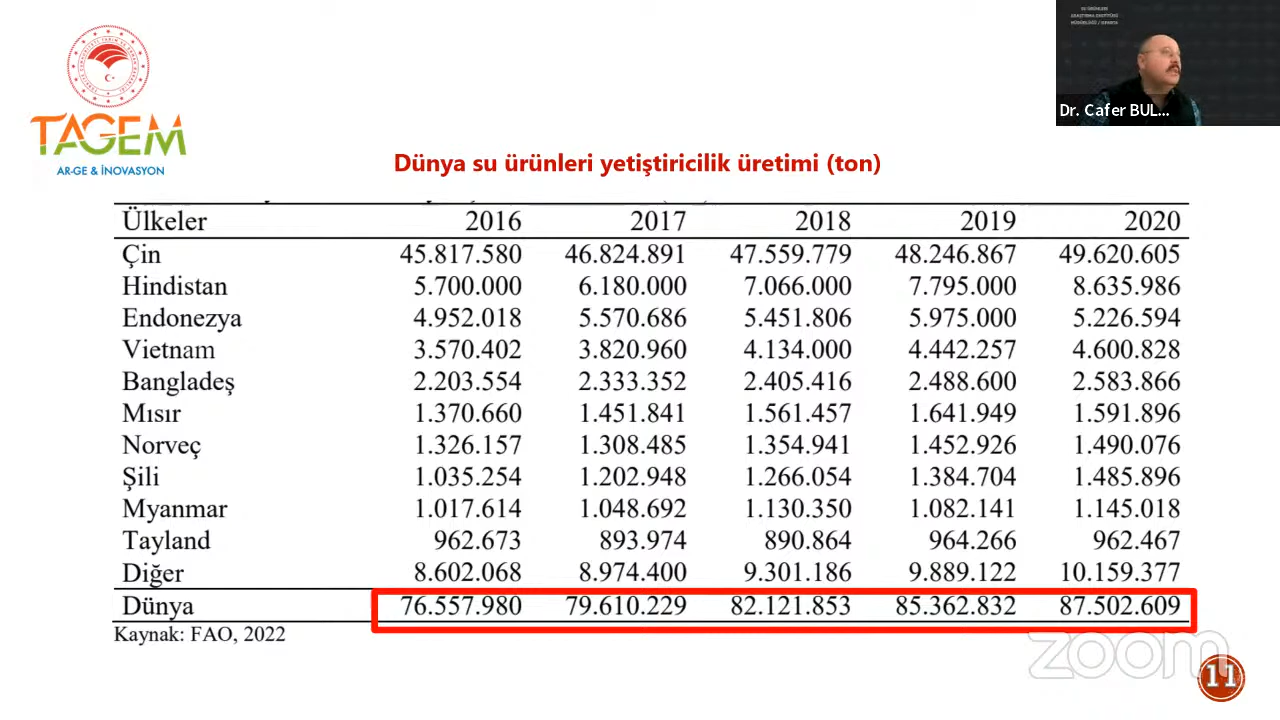 SU ÜRÜNLERİ
ARAŞTIRMA ENSTİTÜSÜ
MÜDÜRLÜĞÜ / ISPARTA
Dr. Cafer BUL...
TAGEM
AR-GE & İNOVASYON
Dünya su ürünleri yetiştiricilik üretimi (ton)
Ülkeler 2016 2017 2018 2019 2020
Çin 45.817.580 46.824.891 47.559.779 48.246.867 49.620.605
Hindistan 5.700.000 6.180.000 7.066.000 7.795.000 8.635.986
Endonezya 4.952.018 5.570.686 5.451.806 5.975.000 5.226.594
Vietnam 3.570.402 3.820.960 4.134.000 4.442.257 4.600.828
Bangladeş 2.203.554 2.333.352 2.405.416 2.488.600 2.583.866
Mısır 1.370.660 1.451.841 1.561.457 1.641.949 1.591.896
Norveç 1.326.157 1.308.485 1.354.941 1.452.926 1.490.076
Şili 1.035.254 1.202.948 1.266.054 1.384.704 1.485.896
Myanmar 1.017.614 1.048.692 1.130.350 1.082.141 1.145.018
Tayland 962.673 893.974 890.864 964.266 962.467
Diğer 8.602.068 8.974.400 9.301.186 9.889.122 10.159.377
Dünya 76.557.980 79.610.229 82.121.853 85.362.832 87.502.609
Kaynak: FAO, 2022
zoom
11